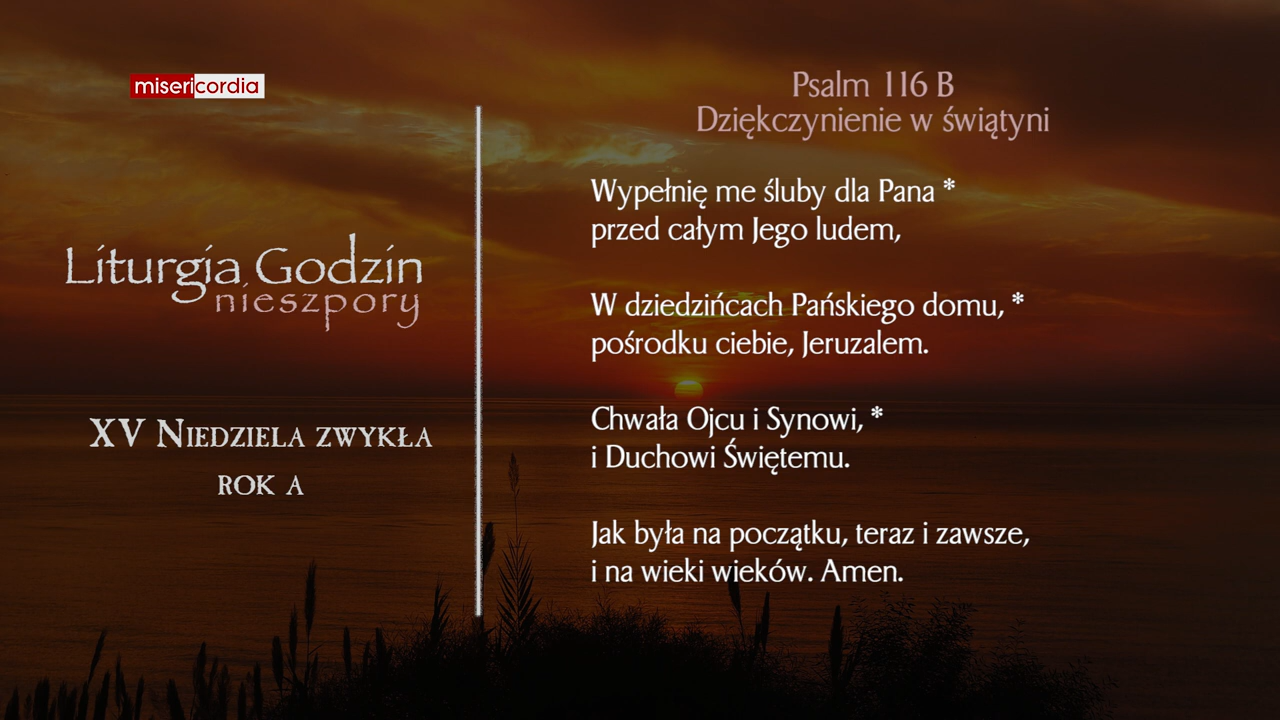 misericordia
Liturgia Godzin
nieszpory
XV Niedziela zwykła
rok A
Psalm 116 B
Dziękczynienie w świątyni
Wypełnię me śluby dla Pana *
przed całym Jego ludem,
W dziedzińcach Pańskiego domu, *
pośrodku ciebie, Jeruzalem.
Chwała Ojcu i Synowi, *
i Duchowi Świętemu.
Jak była na początku, teraz i zawsze,
i na wieki wieków. Amen.